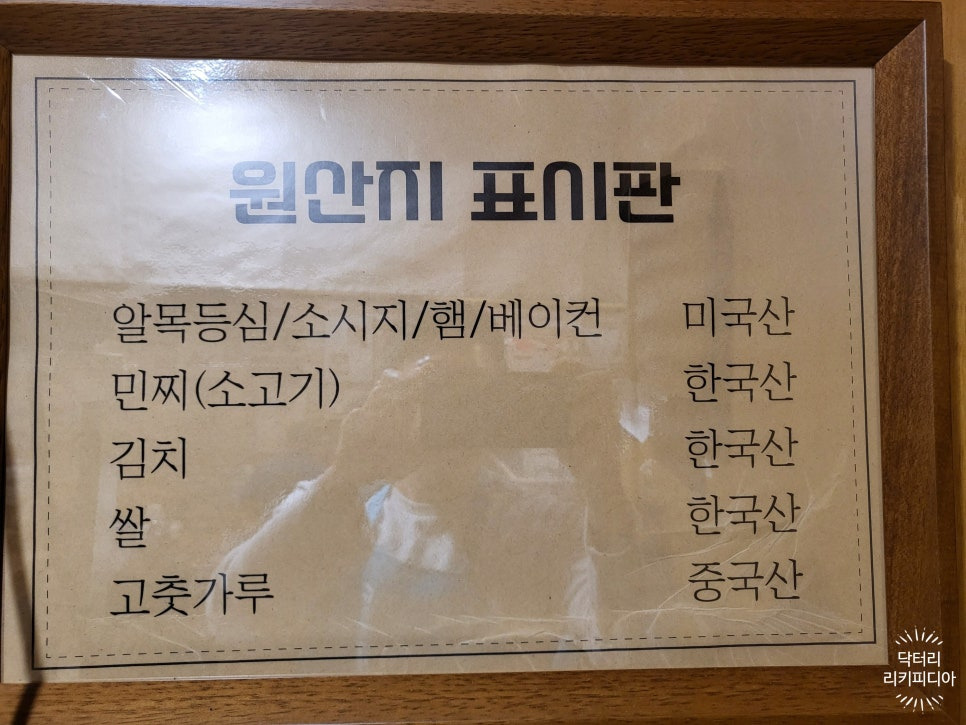 원산지 표시판
알목등심/소시지/햄/베이컨 미국산
민찌(소고기) 한국산
김치 한국산
쌀 한국산
고춧가루 중국산
닥터리
리키피디아